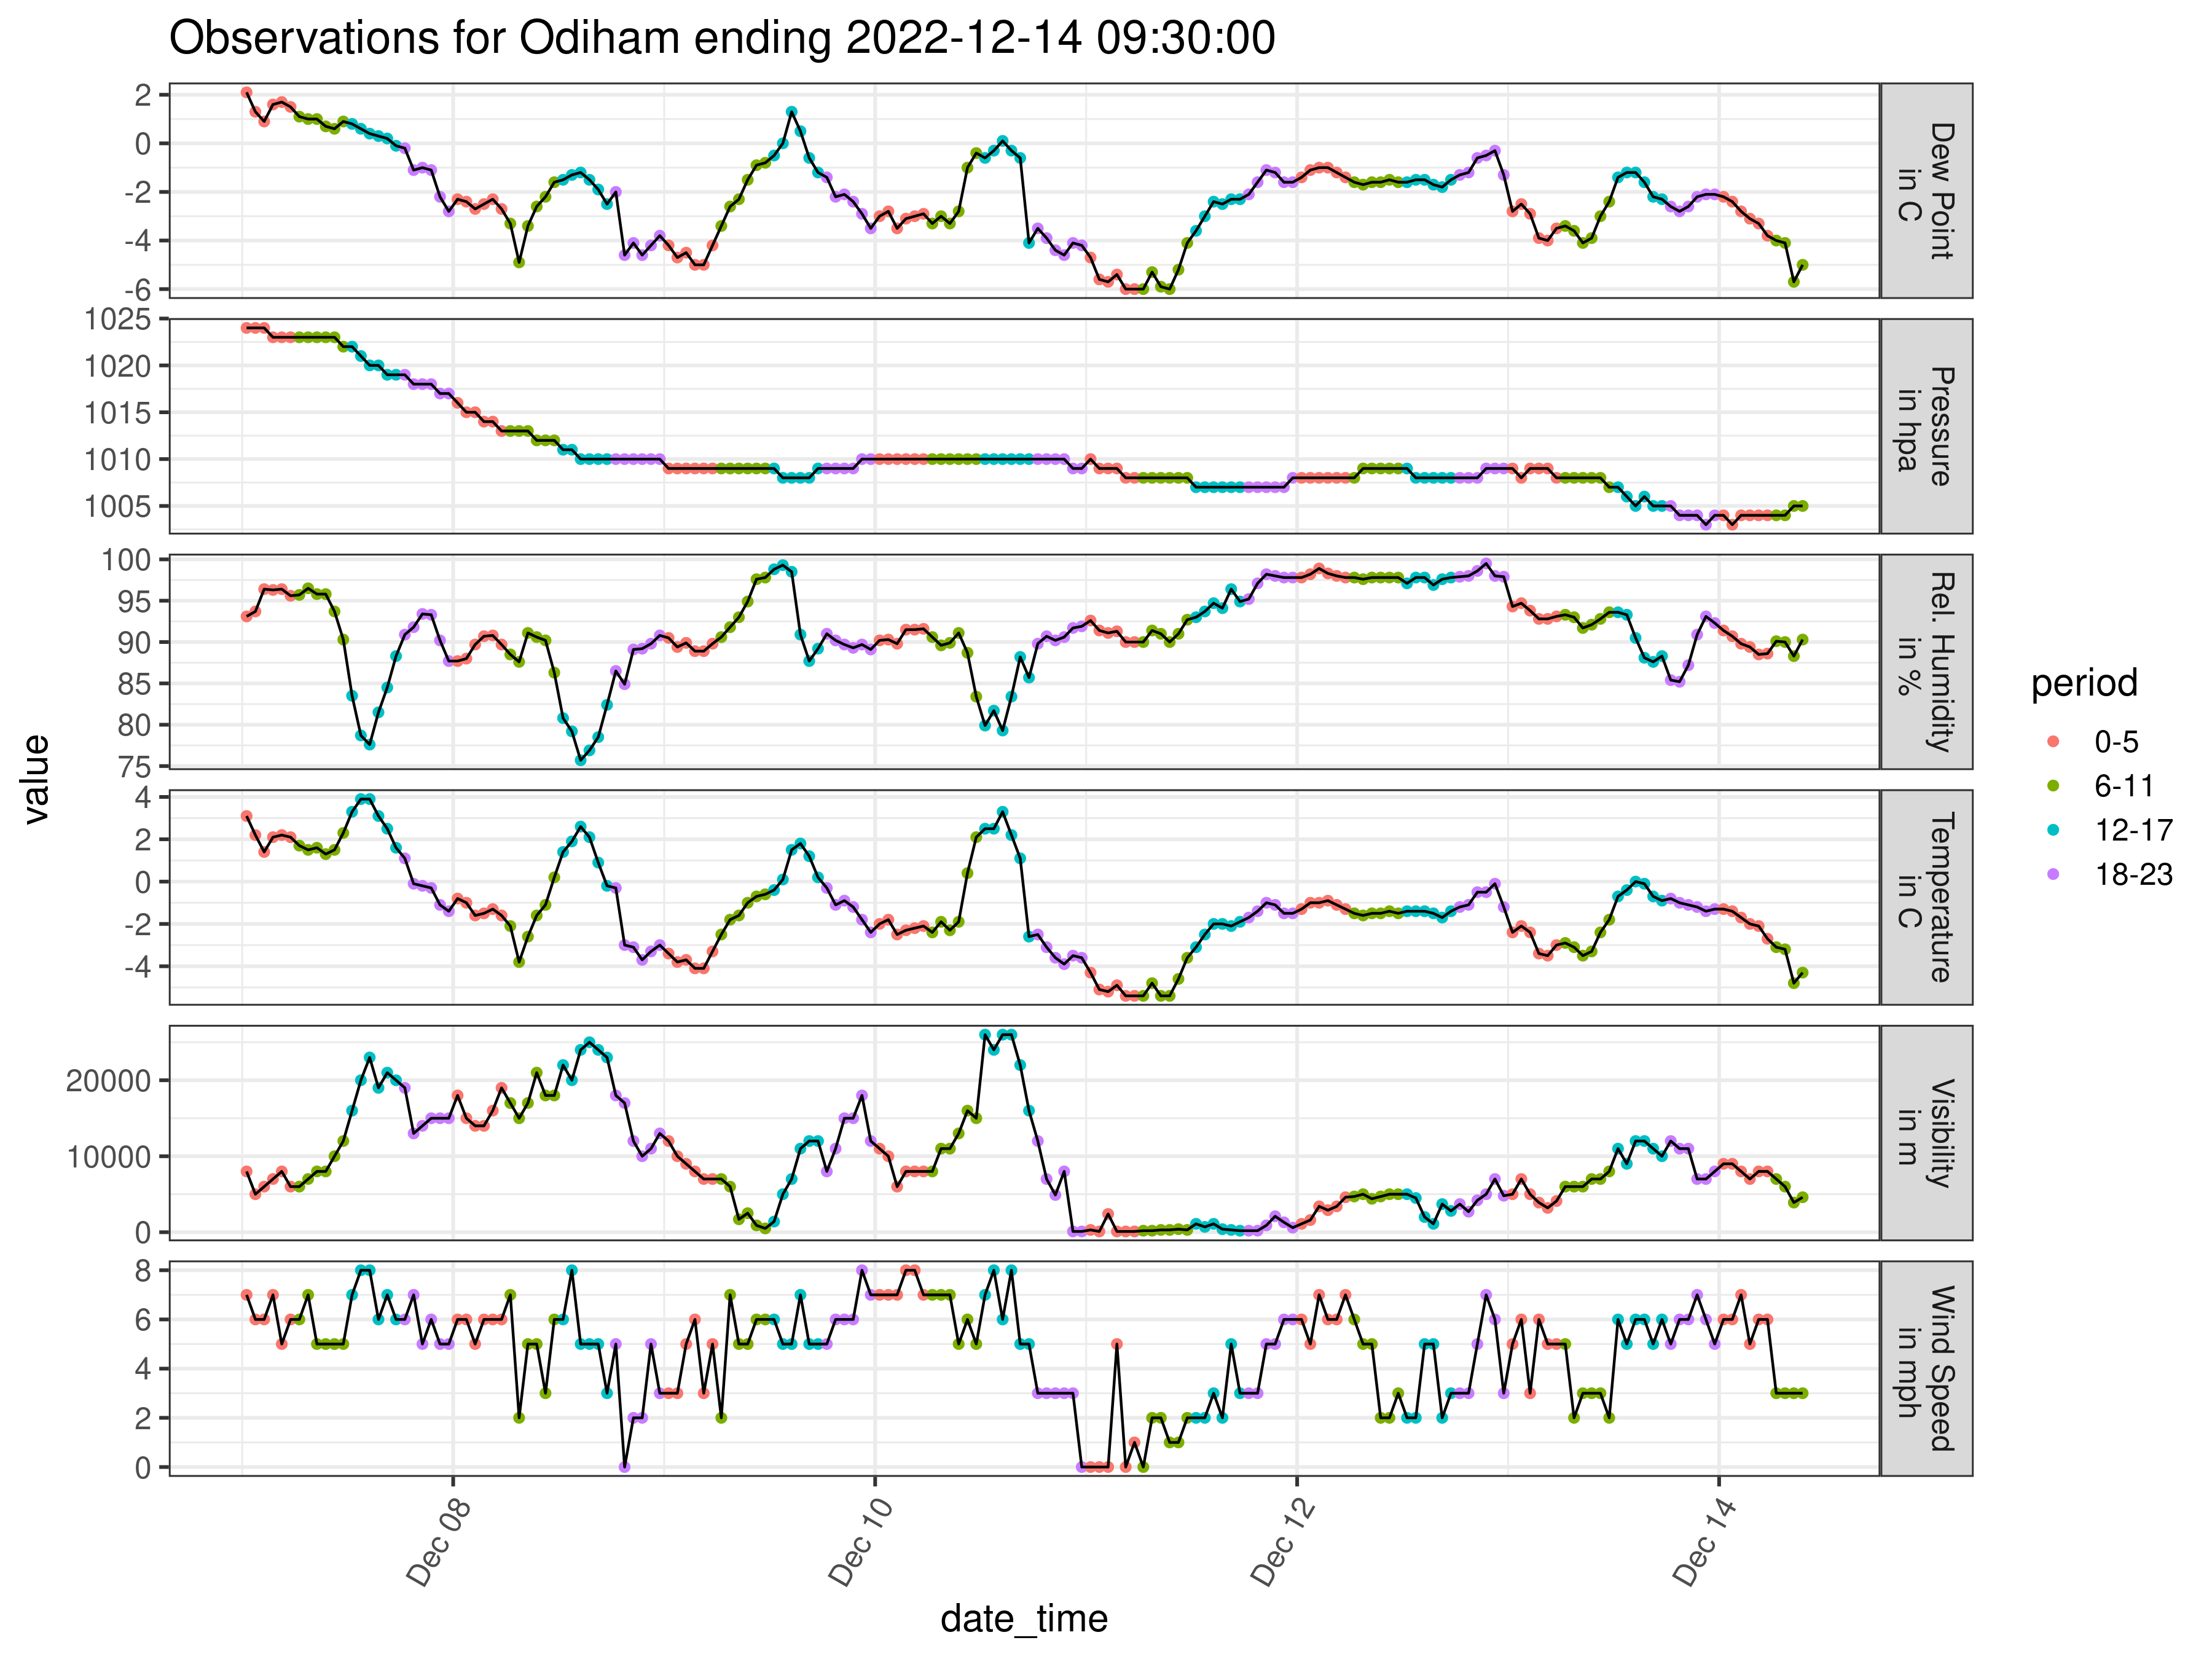 Observations for Odiham ending 2022-12-14 09:30:00
2
0
-2
-4
-6
Dew Point
in C
1025
1020
1015
1010
1005
Pressure
in hpa
100
95
90
85
80
75
Rel. Humidity
in %
4
2
0
-2
-4
Temperature
in C
20000
10000
0
Visibility
in m
8
6
4
2
0
Wind Speed
in mph
value
Dec 08
Dec 10
Dec 12
Dec 14
date_time
period
0-5
6-11
12-17
18-23